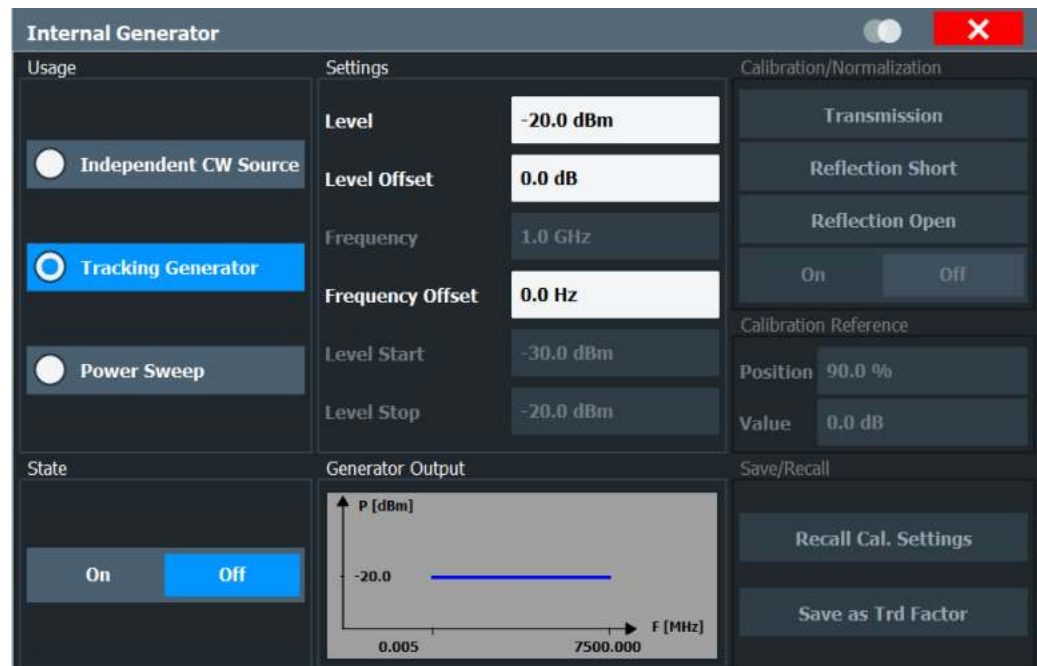 Internal Generator
Usage
Independent CW Source
Tracking Generator
Power Sweep
Settings
Level -20.0 dBm
Level Offset 0.0 dB
Frequency 1.0 GHz
Frequency Offset 0.0 Hz
Level Start -30.0 dBm
Level Stop -20.0 dBm
Calibration/Normalization
Transmission
Reflection Short
Reflection Open
On Off
Calibration Reference
Position 90.0 %
Value 0.0 dB
State
On Off
Generator Output
P [dBm]
-20.0
F [MHz]
0.005 7500.000
Save/Recall
Recall Cal. Settings
Save as Trd Factor